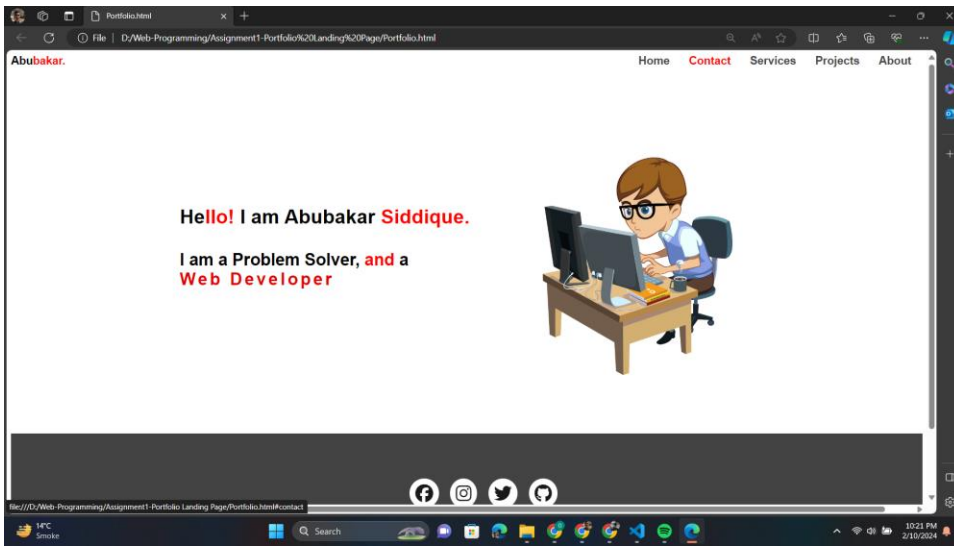 Portfolio.html
File | D:/Web-Programming/Assignment1-Portfolio%20Landing%20Page/Portfolio.html
Abubakar.
Home Contact Services Projects About
Hello! I am Abubakar Siddique.
I am a Problem Solver, and a
Web Developer
file:///D:/Web-Programming/Assignment1-Portfolio Landing Page/Portfolio.html#contact
14°C
Smoke
Search
10:21 PM
2/10/2024